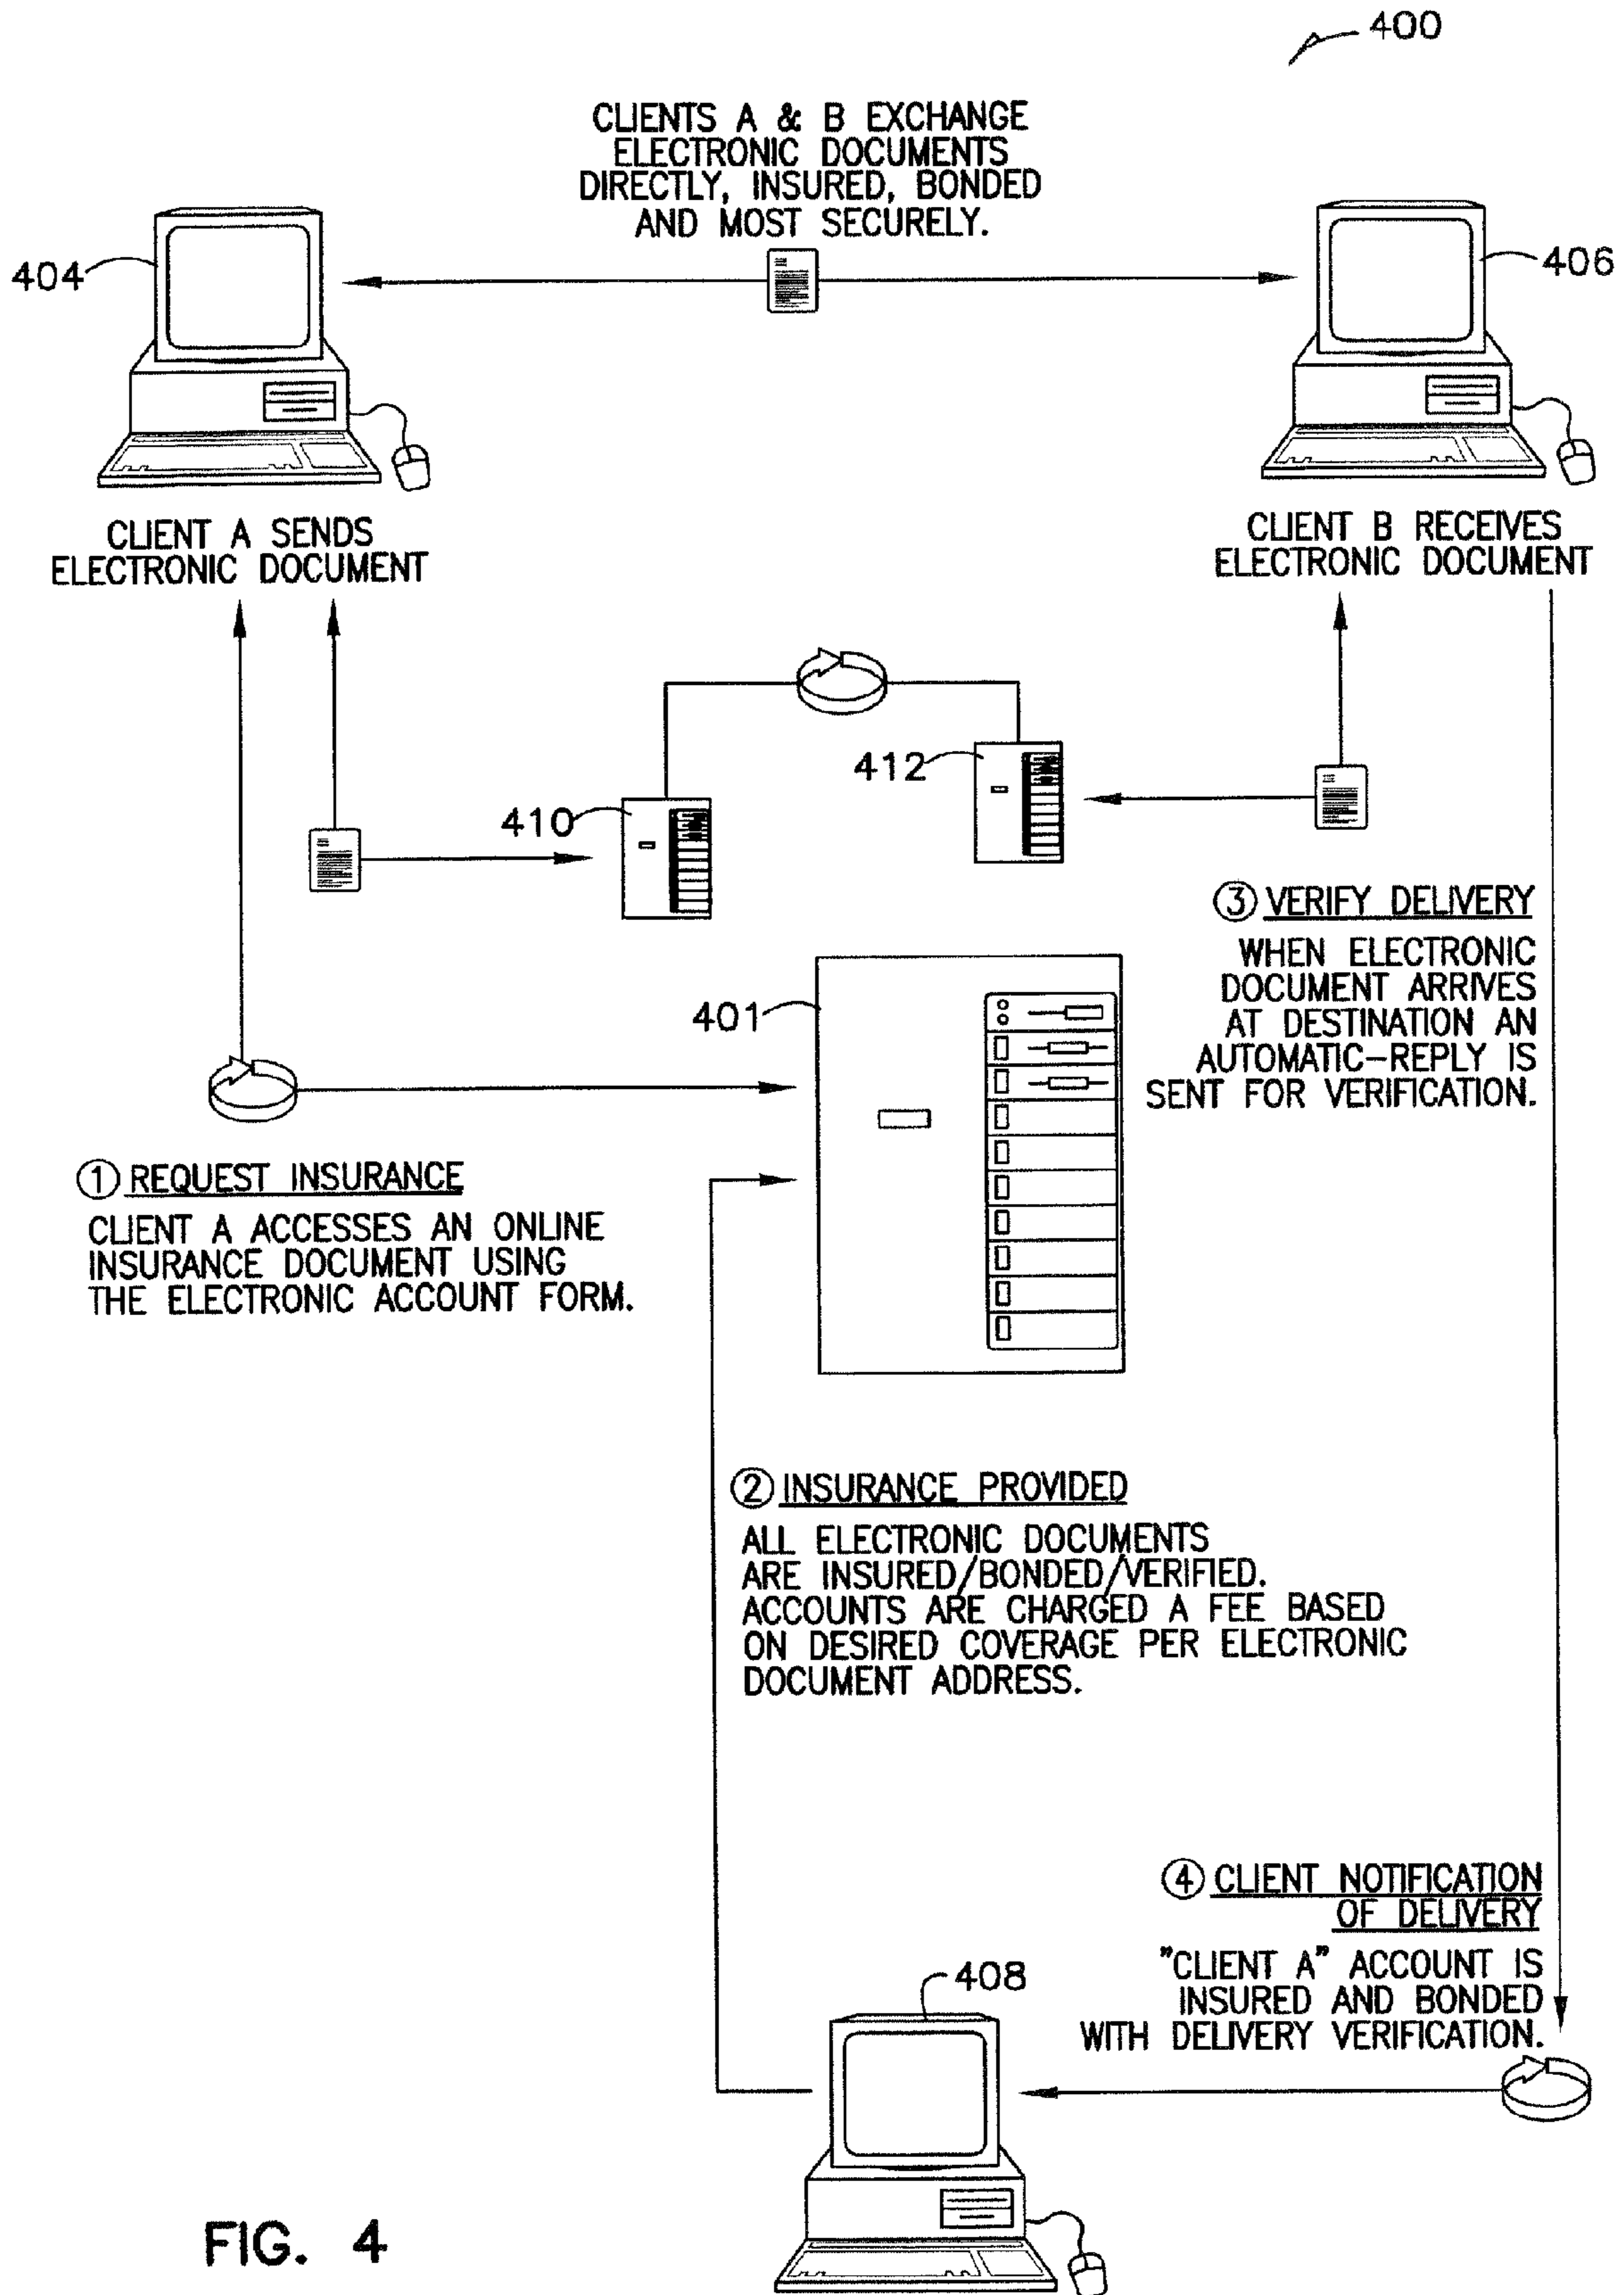 400
CLIENTS A & B EXCHANGE
ELECTRONIC DOCUMENTS
DIRECTLY, INSURED, BONDED
AND MOST SECURELY.
404
406
CLIENT A SENDS
ELECTRONIC DOCUMENT
CLIENT B RECEIVES
ELECTRONIC DOCUMENT
412
410
③ VERIFY DELIVERY
WHEN ELECTRONIC
DOCUMENT ARRIVES
AT DESTINATION AN
AUTOMATIC-REPLY IS
SENT FOR VERIFICATION.
401
① REQUEST INSURANCE
CLIENT A ACCESSES AN ONLINE
INSURANCE DOCUMENT USING
THE ELECTRONIC ACCOUNT FORM.
② INSURANCE PROVIDED
ALL ELECTRONIC DOCUMENTS
ARE INSURED/BONDED/VERIFIED.
ACCOUNTS ARE CHARGED A FEE BASED
ON DESIRED COVERAGE PER ELECTRONIC
DOCUMENT ADDRESS.
④ CLIENT NOTIFICATION
OF DELIVERY
"CLIENT A" ACCOUNT IS
INSURED AND BONDED
WITH DELIVERY VERIFICATION.
408
FIG. 4